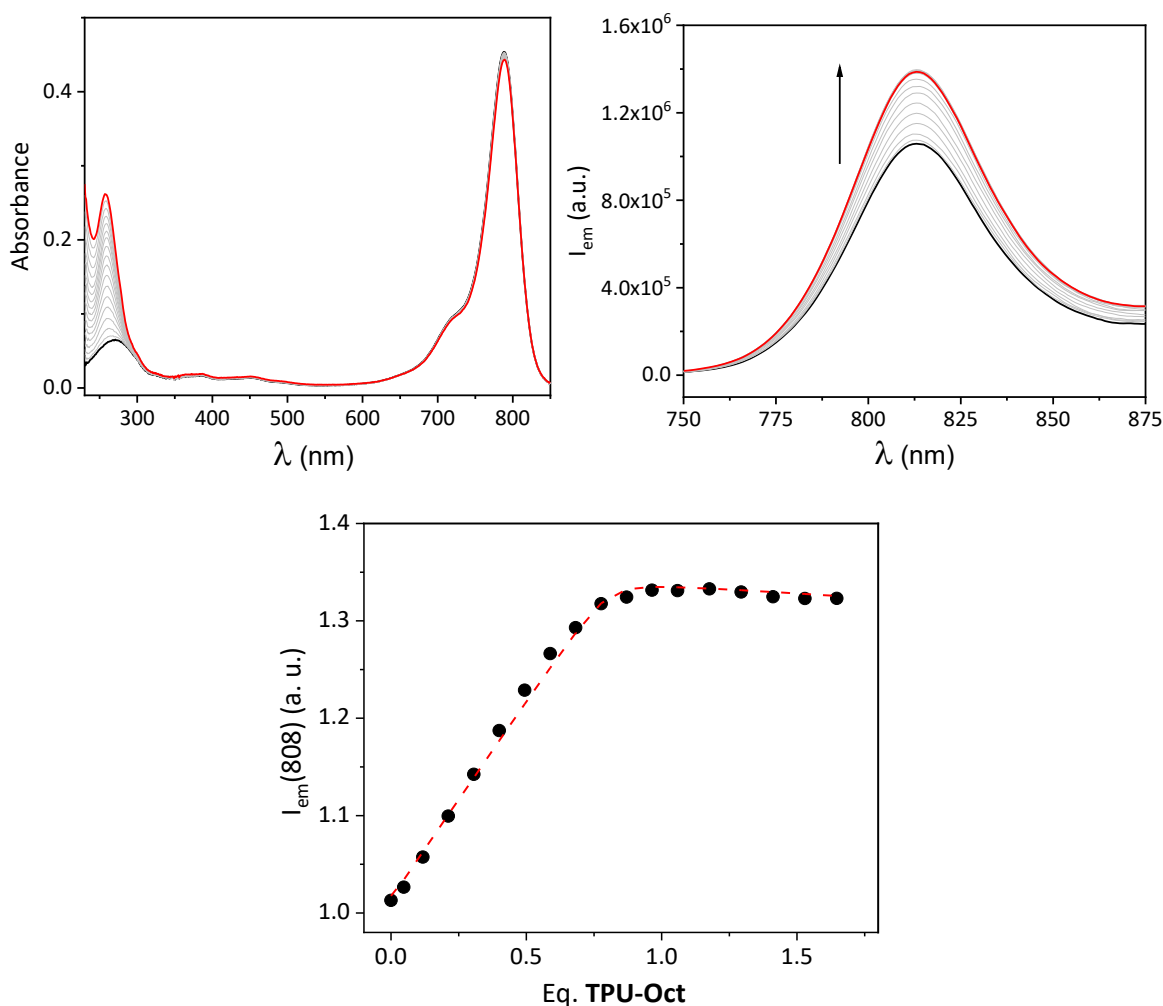 Absorbance
0.4
0.2
0.0
300 400 500 600 700 800
λ (nm)
I_em (a.u.)
1.6x10⁶
1.2x10⁶
8.0x10⁵
4.0x10⁵
0.0
750 775 800 825 850 875
λ (nm)
I_em(808) (a. u.)
1.4
1.3
1.2
1.1
1.0
0.0 0.5 1.0 1.5
Eq. TPU-Oct